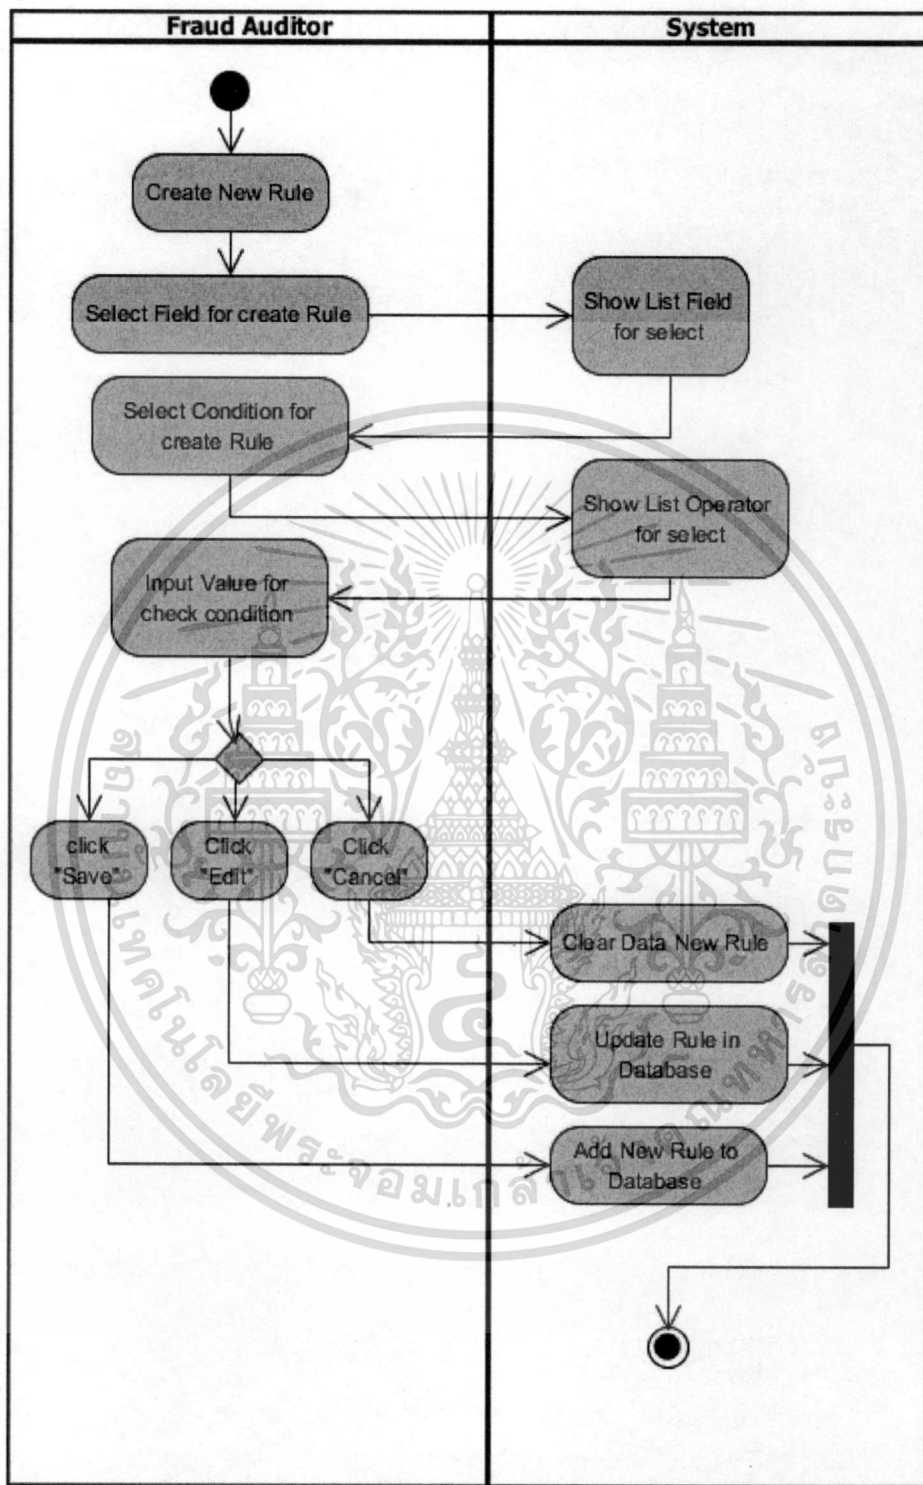 Fraud Auditor
System
Create New Rule
Select Field for create Rule
Show List Field
for select
Select Condition for
create Rule
Show List Operator
for select
Input Value for
check condition
click
"Save"
Click
"Edit"
Click
"Cancel"
Clear Data New Rule
Update Rule in
Database
Add New Rule to
Database